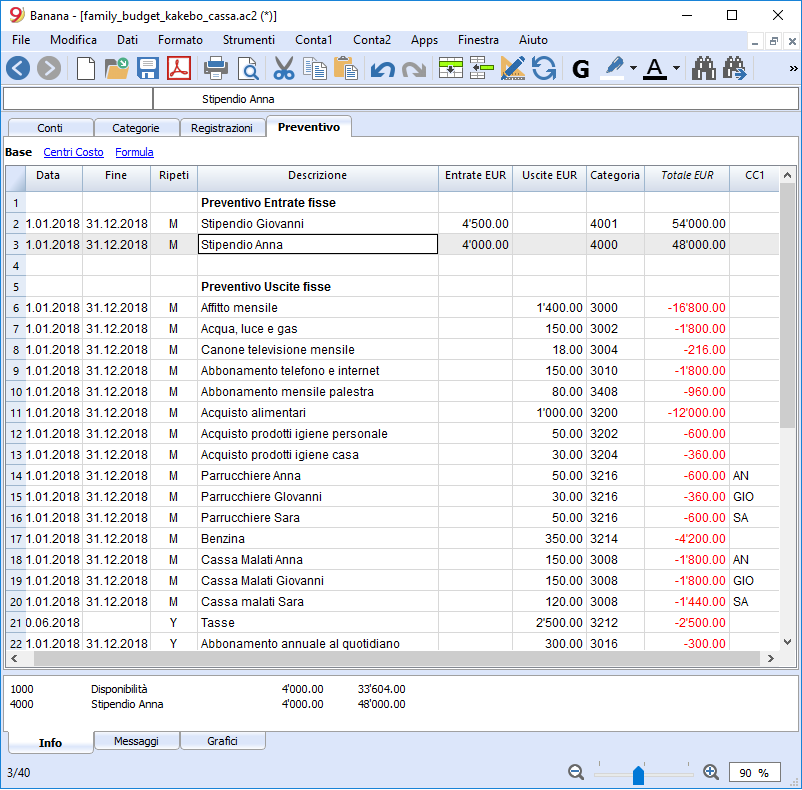 Banana - [family_budget_kakebo_cassa.ac2 (*)]
File Modifica Dati Formato Strumenti Conta1 Conta2 Apps Finestra Aiuto
G A »
Stipendio Anna
Conti Categorie Registrazioni Preventivo
Base Centri Costo Formula
Data Fine Ripeti Descrizione Entrate EUR Uscite EUR Categoria Totale EUR CC1
1 Preventivo Entrate fisse
2 1.01.2018 31.12.2018 M Stipendio Giovanni 4'500.00 4001 54'000.00
3 1.01.2018 31.12.2018 M Stipendio Anna 4'000.00 4000 48'000.00
4
5 Preventivo Uscite fisse
6 1.01.2018 31.12.2018 M Affitto mensile 1'400.00 3000 -16'800.00
7 1.01.2018 31.12.2018 M Acqua, luce e gas 150.00 3002 -1'800.00
8 1.01.2018 31.12.2018 M Canone televisione mensile 18.00 3004 -216.00
9 1.01.2018 31.12.2018 M Abbonamento telefono e internet 150.00 3010 -1'800.00
10 1.01.2018 31.12.2018 M Abbonamento mensile palestra 80.00 3408 -960.00
11 1.01.2018 31.12.2018 M Acquisto alimentari 1'000.00 3200 -12'000.00
12 1.01.2018 31.12.2018 M Acquisto prodotti igiene personale 50.00 3202 -600.00
13 1.01.2018 31.12.2018 M Acquisto prodotti igiene casa 30.00 3204 -360.00
14 1.01.2018 31.12.2018 M Parrucchiere Anna 50.00 3216 -600.00 AN
15 1.01.2018 31.12.2018 M Parrucchiere GIovanni 30.00 3216 -360.00 GIO
16 1.01.2018 31.12.2018 M Parrucchiere Sara 50.00 3216 -600.00 SA
17 1.01.2018 31.12.2018 M Benzina 350.00 3214 -4'200.00
18 1.01.2018 31.12.2018 M Cassa Malati Anna 150.00 3008 -1'800.00 AN
19 1.01.2018 31.12.2018 M Cassa Malati Giovanni 150.00 3008 -1'800.00 GIO
20 1.01.2018 31.12.2018 M Cassa malati Sara 120.00 3008 -1'440.00 SA
21 0.06.2018 Y Tasse 2'500.00 3212 -2'500.00
22 1.01.2018 31.12.2018 Y Abbonamento annuale al quotidiano 300.00 3016 -300.00
1000 Disponibilità 4'000.00 33'604.00
4000 Stipendio Anna 4'000.00 48'000.00
Info Messaggi Grafici
3/40 90 %